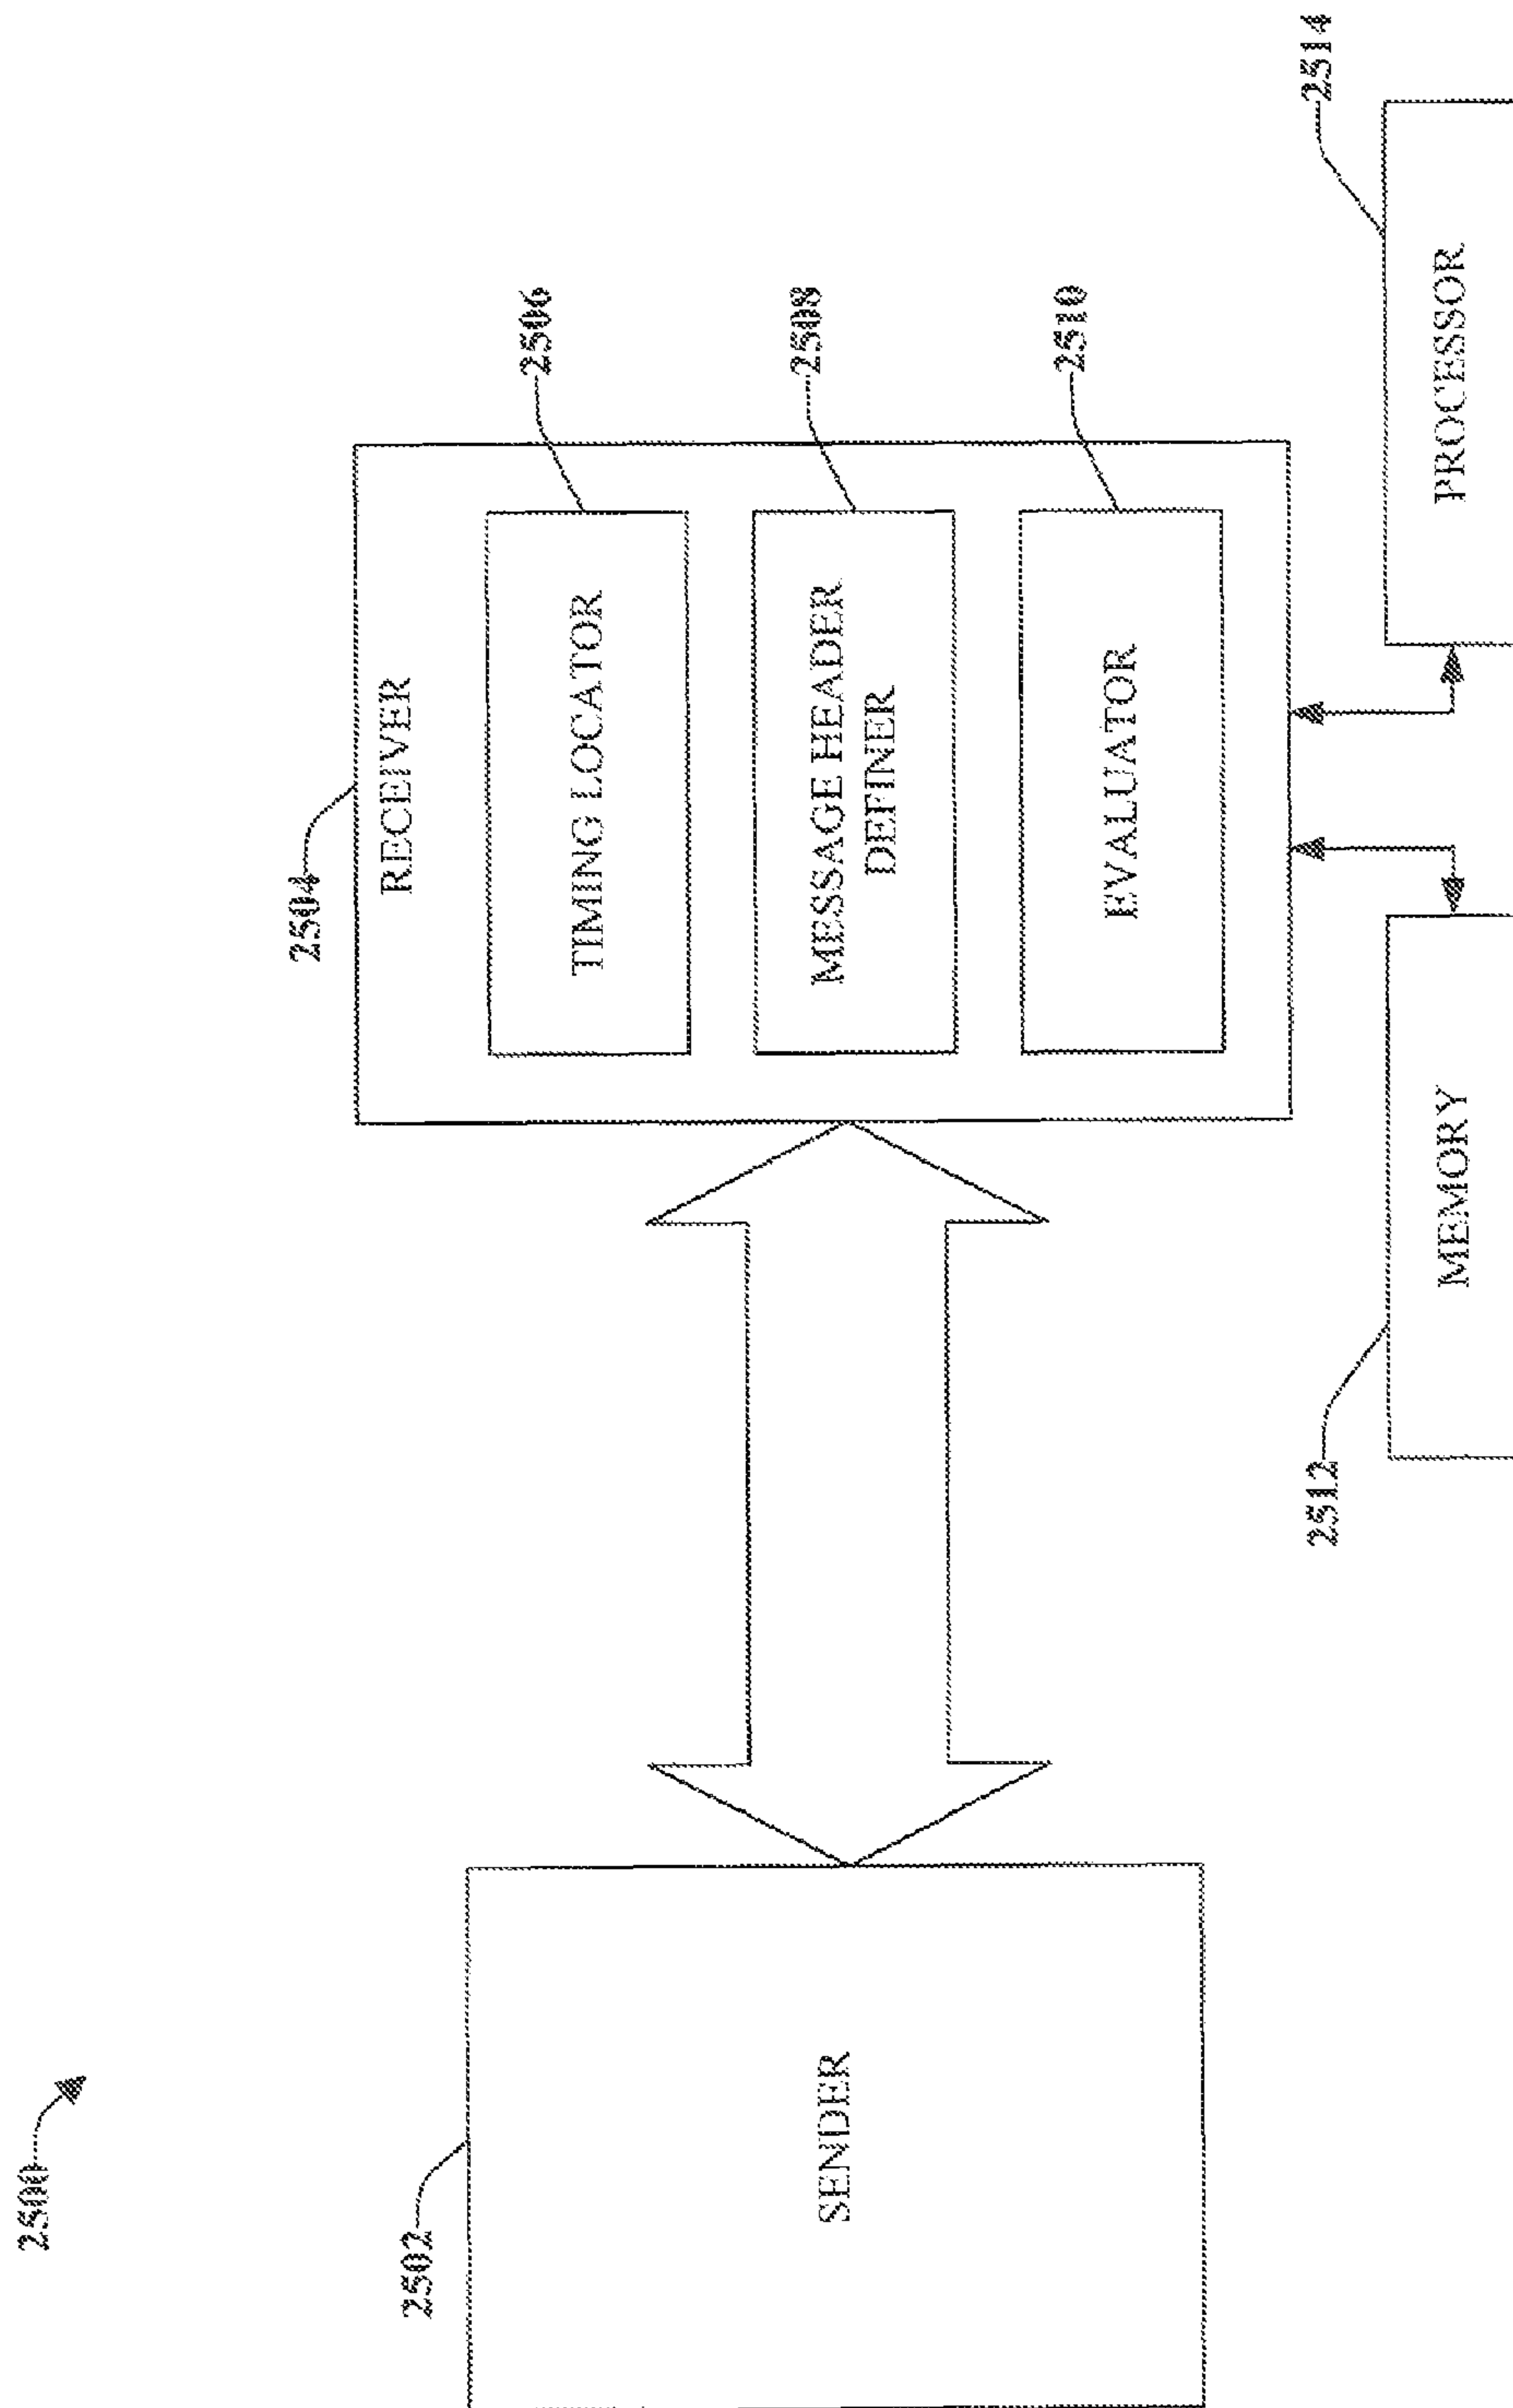 2500
2502
SENDER
2504
RECEIVER
2506
TIMING LOCATOR
2508
MESSAGE HEADER
DEFINER
2510
EVALUATOR
2512
MEMORY
2514
PROCESSOR